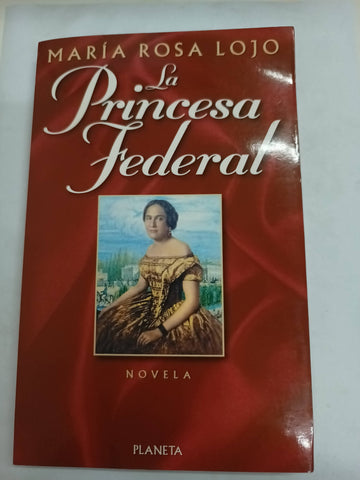 MARÍA ROSA LOJO
La
Princesa
Federal
NOVELA
PLANETA